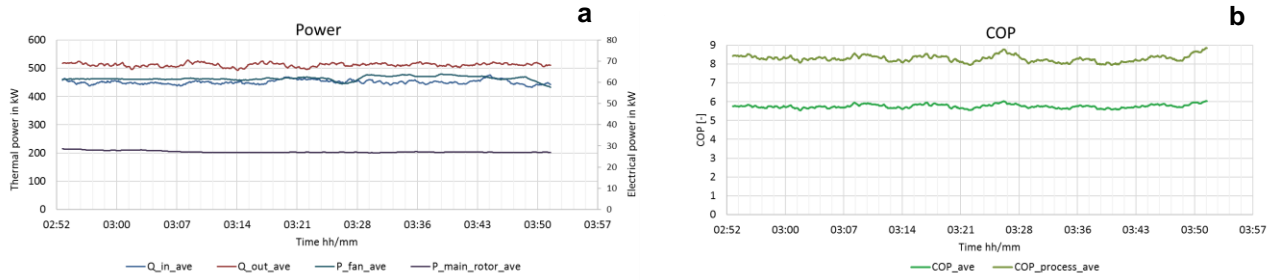 a
Power
600
500
400
300
200
100
0
Thermal power in kW
80
70
60
50
40
30
20
10
0
Electrical power in kW
02:52 03:00 03:07 03:14 03:21 03:28 03:36 03:43 03:50 03:57
Time hh/mm
Q_in_ave Q_out_ave P_fan_ave P_main_rotor_ave
b
COP
9
8
7
6
5
4
3
2
1
0
COP [-]
02:52 03:00 03:07 03:14 03:21 03:28 03:36 03:43 03:50 03:57
Time hh/mm
COP_ave COP_process_ave